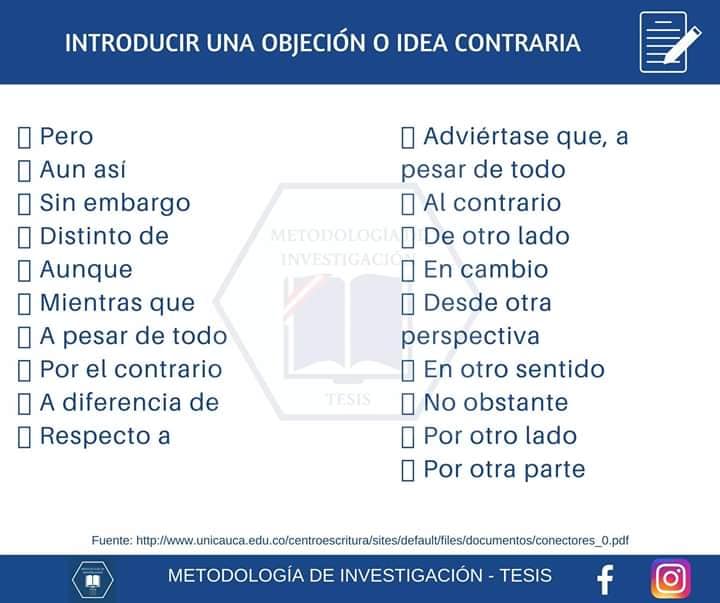 INTRODUCIR UNA OBJECIÓN O IDEA CONTRARIA
Pero
Aun así
Sin embargo
Distinto de
Aunque
Mientras que
A pesar de todo
Por el contrario
A diferencia de
Respecto a
Adviértase que, a
pesar de todo
Al contrario
De otro lado
En cambio
Desde otra
perspectiva
En otro sentido
No obstante
Por otro lado
Por otra parte
METODOLOGÍA DE
INVESTIGACIÓN
TESIS
Fuente: http://www.unicauca.edu.co/centroescritura/sites/default/files/documentos/conectores_0.pdf
METODOLOGÍA DE INVESTIGACIÓN - TESIS